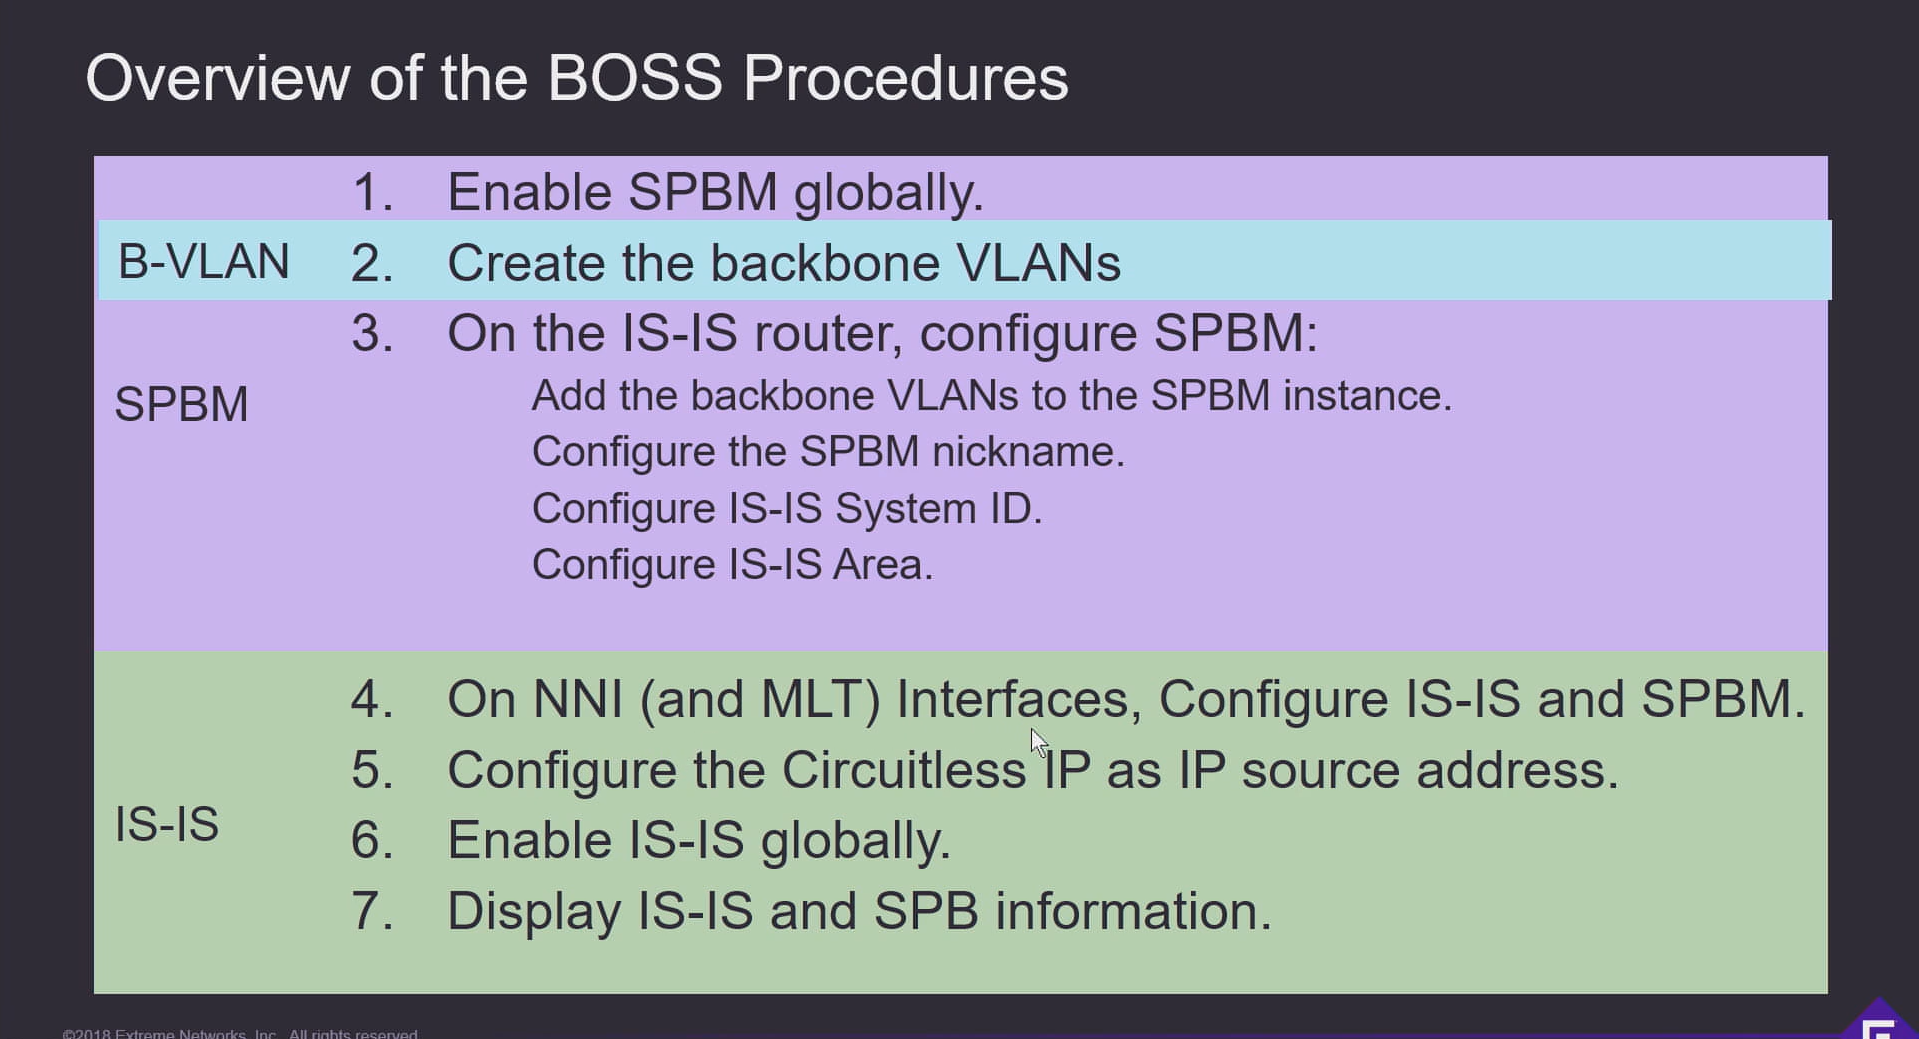 Overview of the BOSS Procedures
1. Enable SPBM globally.
B-VLAN 2. Create the backbone VLANs
3. On the IS-IS router, configure SPBM:
Add the backbone VLANs to the SPBM instance.
SPBM
Configure the SPBM nickname.
Configure IS-IS System ID.
Configure IS-IS Area.
4. On NNI (and MLT) Interfaces, Configure IS-IS and SPBM.
5. Configure the Circuitless IP as IP source address.
IS-IS
6. Enable IS-IS globally.
7. Display IS-IS and SPB information.
©2018 Extreme Networks, Inc. All rights reserved